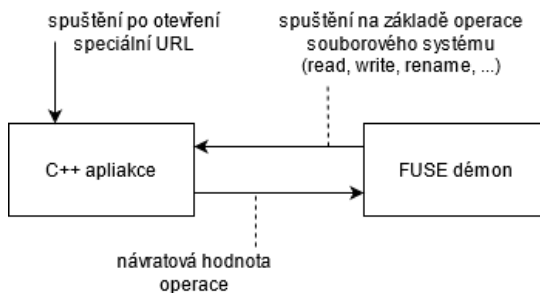 spuštění po otevření
speciální URL
spuštění na základě operace
souborového systému
(read, write, rename, ...)
C++ apliakce
FUSE démon
návratová hodnota
operace